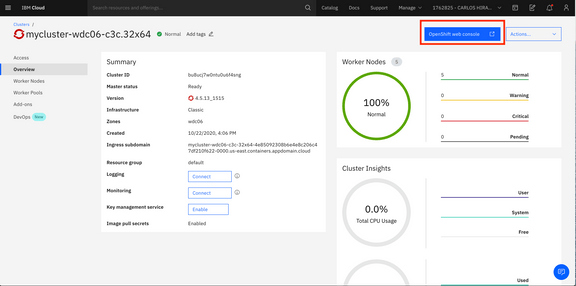 IBM Cloud
Search resources and offerings...
Catalog
Docs
Support
Manage
1762825 - CARLOS HIRA...
Clusters /
mycluster-wdc06-c3c.32x64
Normal
Add tags
OpenShift web console
Actions...
Access
Overview
Worker Nodes
Worker Pools
Add-ons
DevOps New
Summary
Cluster ID
Master status Ready
Version 4.5.13_1515
Infrastructure Classic
Zones wdc06
Created 10/22/2020, 4:06 PM
Ingress subdomain mycluster-wdc06-c3c-32x64-4e85092308b6e4e8c206c4
7df210f622-0000.us-east.containers.appdomain.cloud
Resource group default
Logging Connect
Monitoring Connect
Key management service Enable
Image pull secrets Enabled
Worker Nodes 5
100%
Normal
5 Normal
0 Warning
0 Critical
0 Pending
Cluster Insights
0.0%
Total CPU Usage
User
System
Free
Used